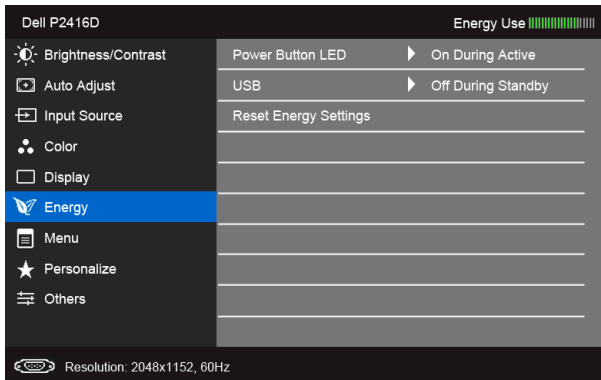 Dell P2416D Energy Use
Brightness/Contrast Power Button LED On During Active
Auto Adjust USB Off During Standby
Input Source Reset Energy Settings
Color
Display
Energy
Menu
Personalize
Others
Resolution: 2048x1152, 60Hz